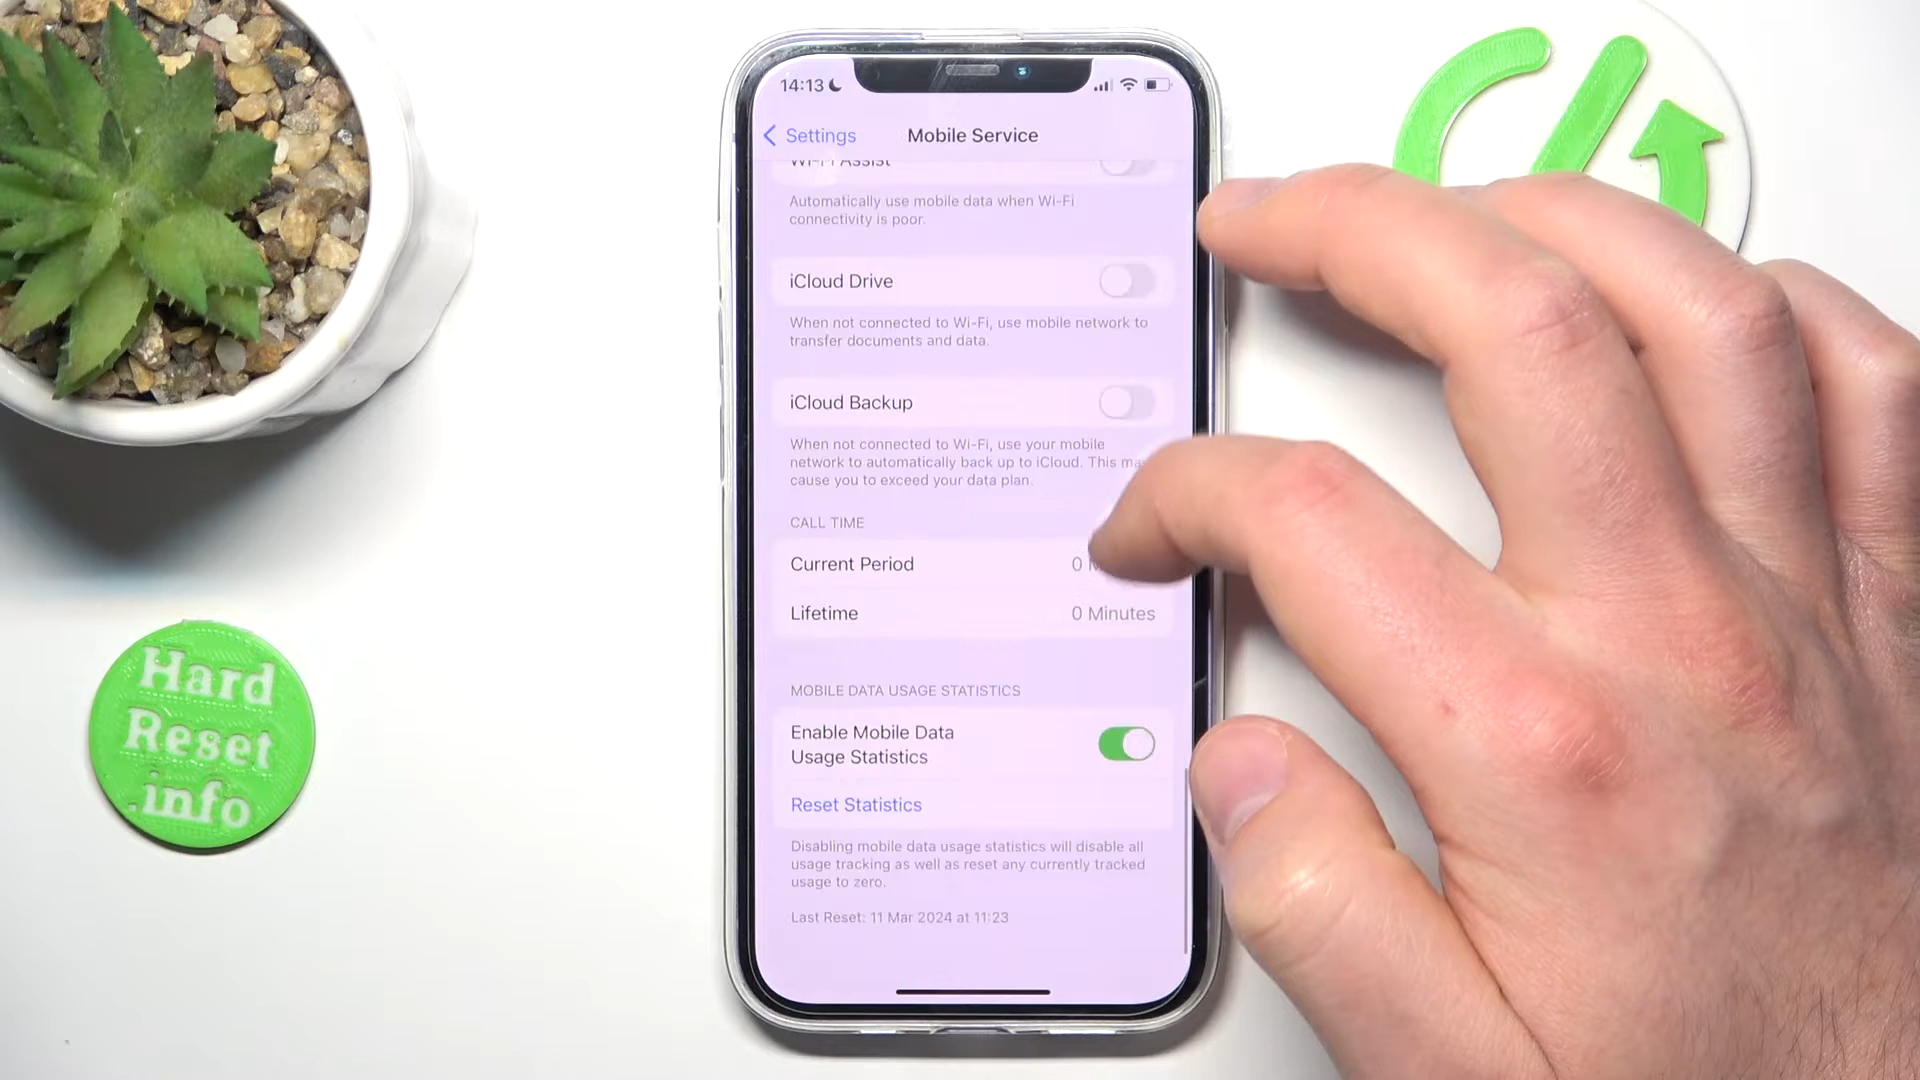 14:13
Settings
Mobile Service
Wi-Fi Assist
Automatically use mobile data when Wi-Fi
connectivity is poor.
iCloud Drive
When not connected to Wi-Fi, use mobile network to
transfer documents and data.
iCloud Backup
When not connected to Wi-Fi, use your mobile
network to automatically back up to iCloud. This
cause you to exceed your data plan.
CALL TIME
Current Period 0
Lifetime 0 Minutes
MOBILE DATA USAGE STATISTICS
Enable Mobile Data
Usage Statistics
Reset Statistics
Disabling mobile data usage statistics will disable all
usage tracking as well as reset any currently tracked
usage to zero.
Last Reset: 11 Mar 2024 at 11:23
Hard
Reset
.info